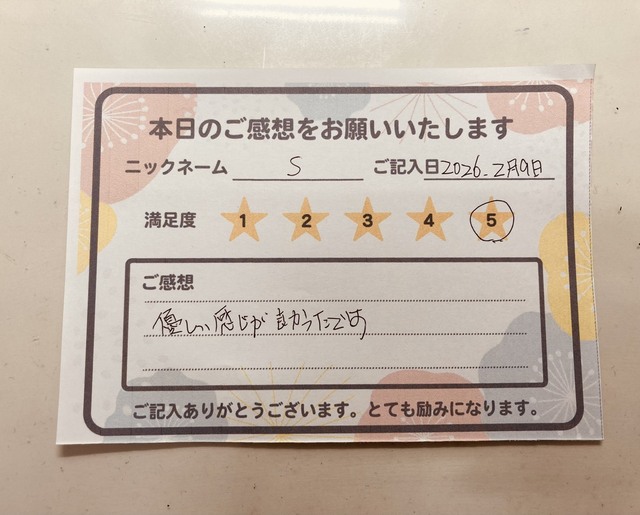 本日のご感想をお願いいたします
ニックネーム S ご記入日 2026.2月9日
満足度 1 2 3 4 5
ご感想
優しい感じが良かったです
ご記入ありがとうございます。とても励みになります。